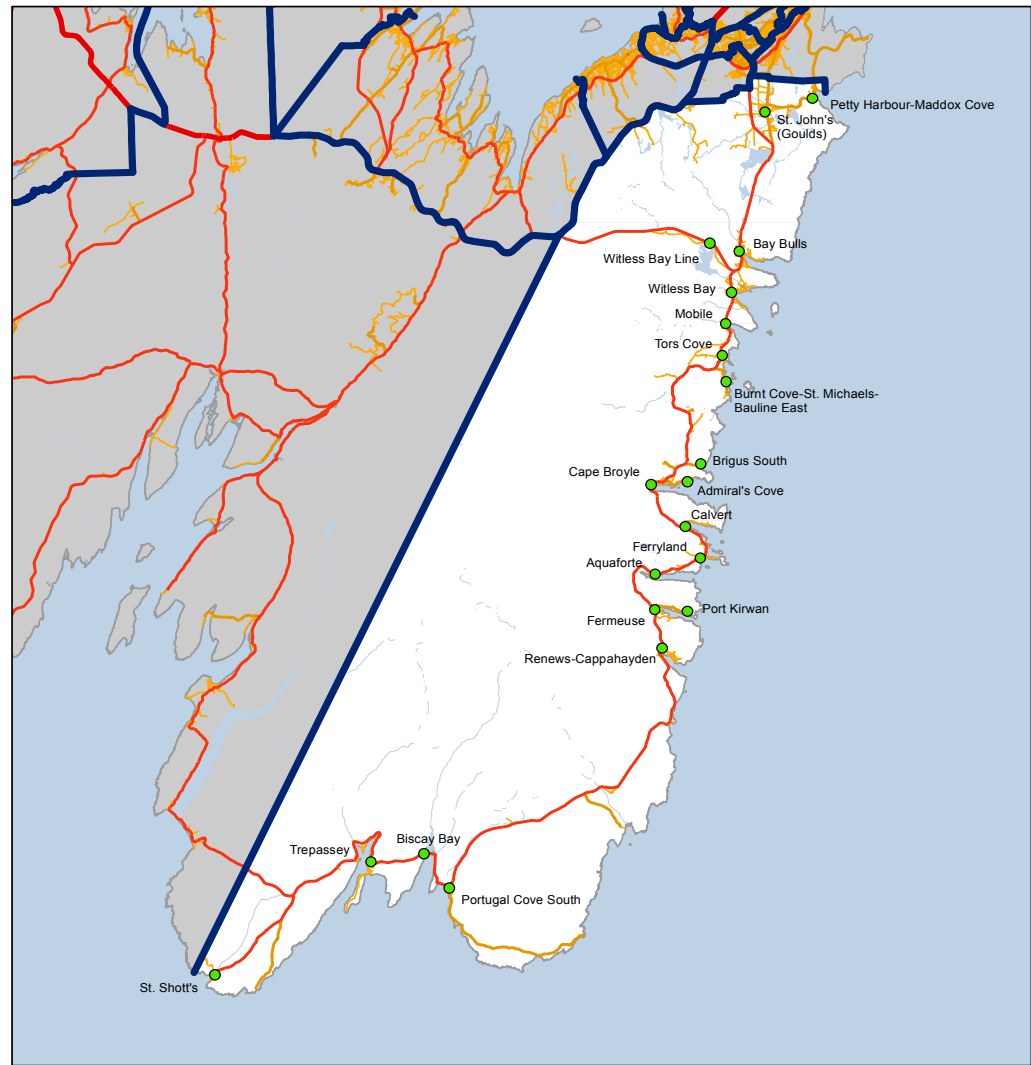 Petty Harbour-Maddox Cove
St. John's
(Goulds)
Bay Bulls
Witless Bay Line
Witless Bay
Mobile
Tors Cove
Burnt Cove-St. Michaels-
Bauline East
Brigus South
Cape Broyle
Admiral's Cove
Calvert
Ferryland
Aquaforte
Port Kirwan
Fermeuse
Renews-Cappahayden
Biscay Bay
Trepassey
Portugal Cove South
St. Shott's